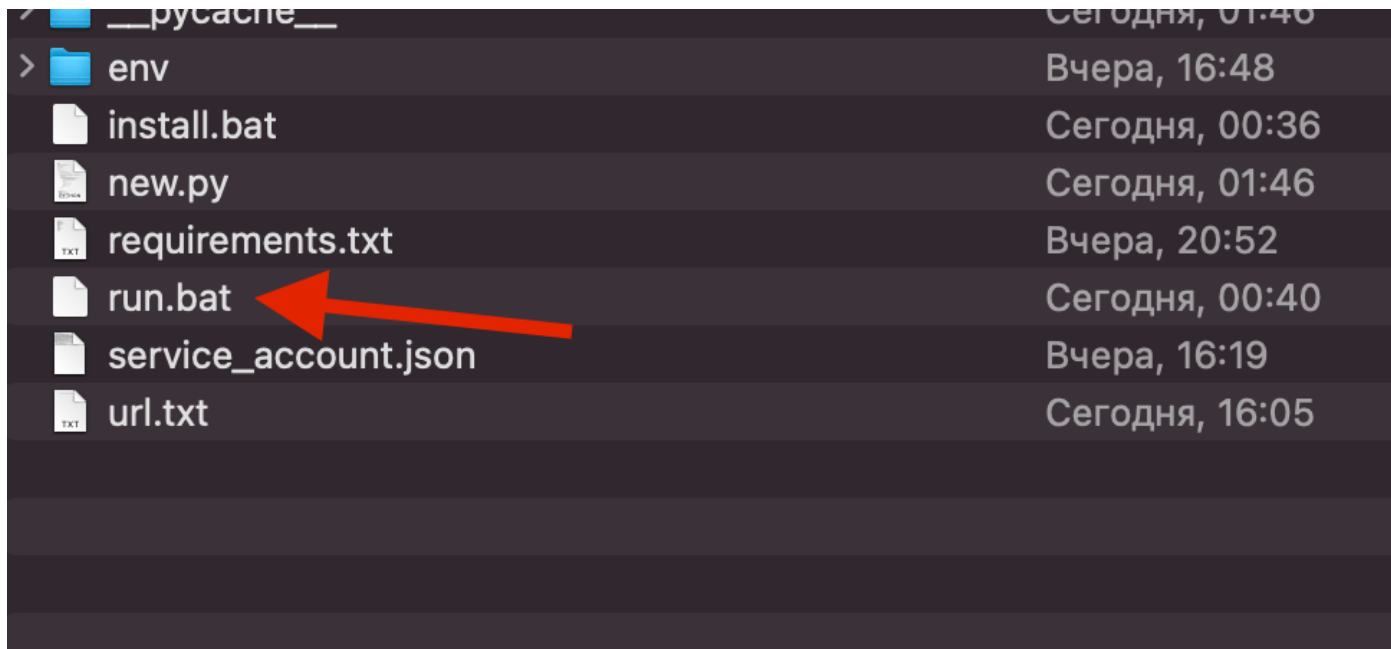 __pycache__ Сегодня, 01:46
env Вчера, 16:48
install.bat Сегодня, 00:36
new.py Сегодня, 01:46
requirements.txt Вчера, 20:52
run.bat Сегодня, 00:40
service_account.json Вчера, 16:19
url.txt Сегодня, 16:05